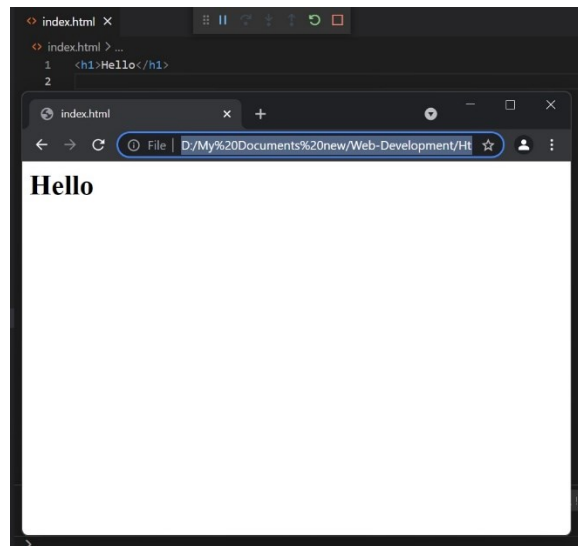 index.html
index.html > ...
1 <h1>Hello</h1>
2
index.html
File | D:/My%20Documents%20new/Web-Development/Ht
Hello